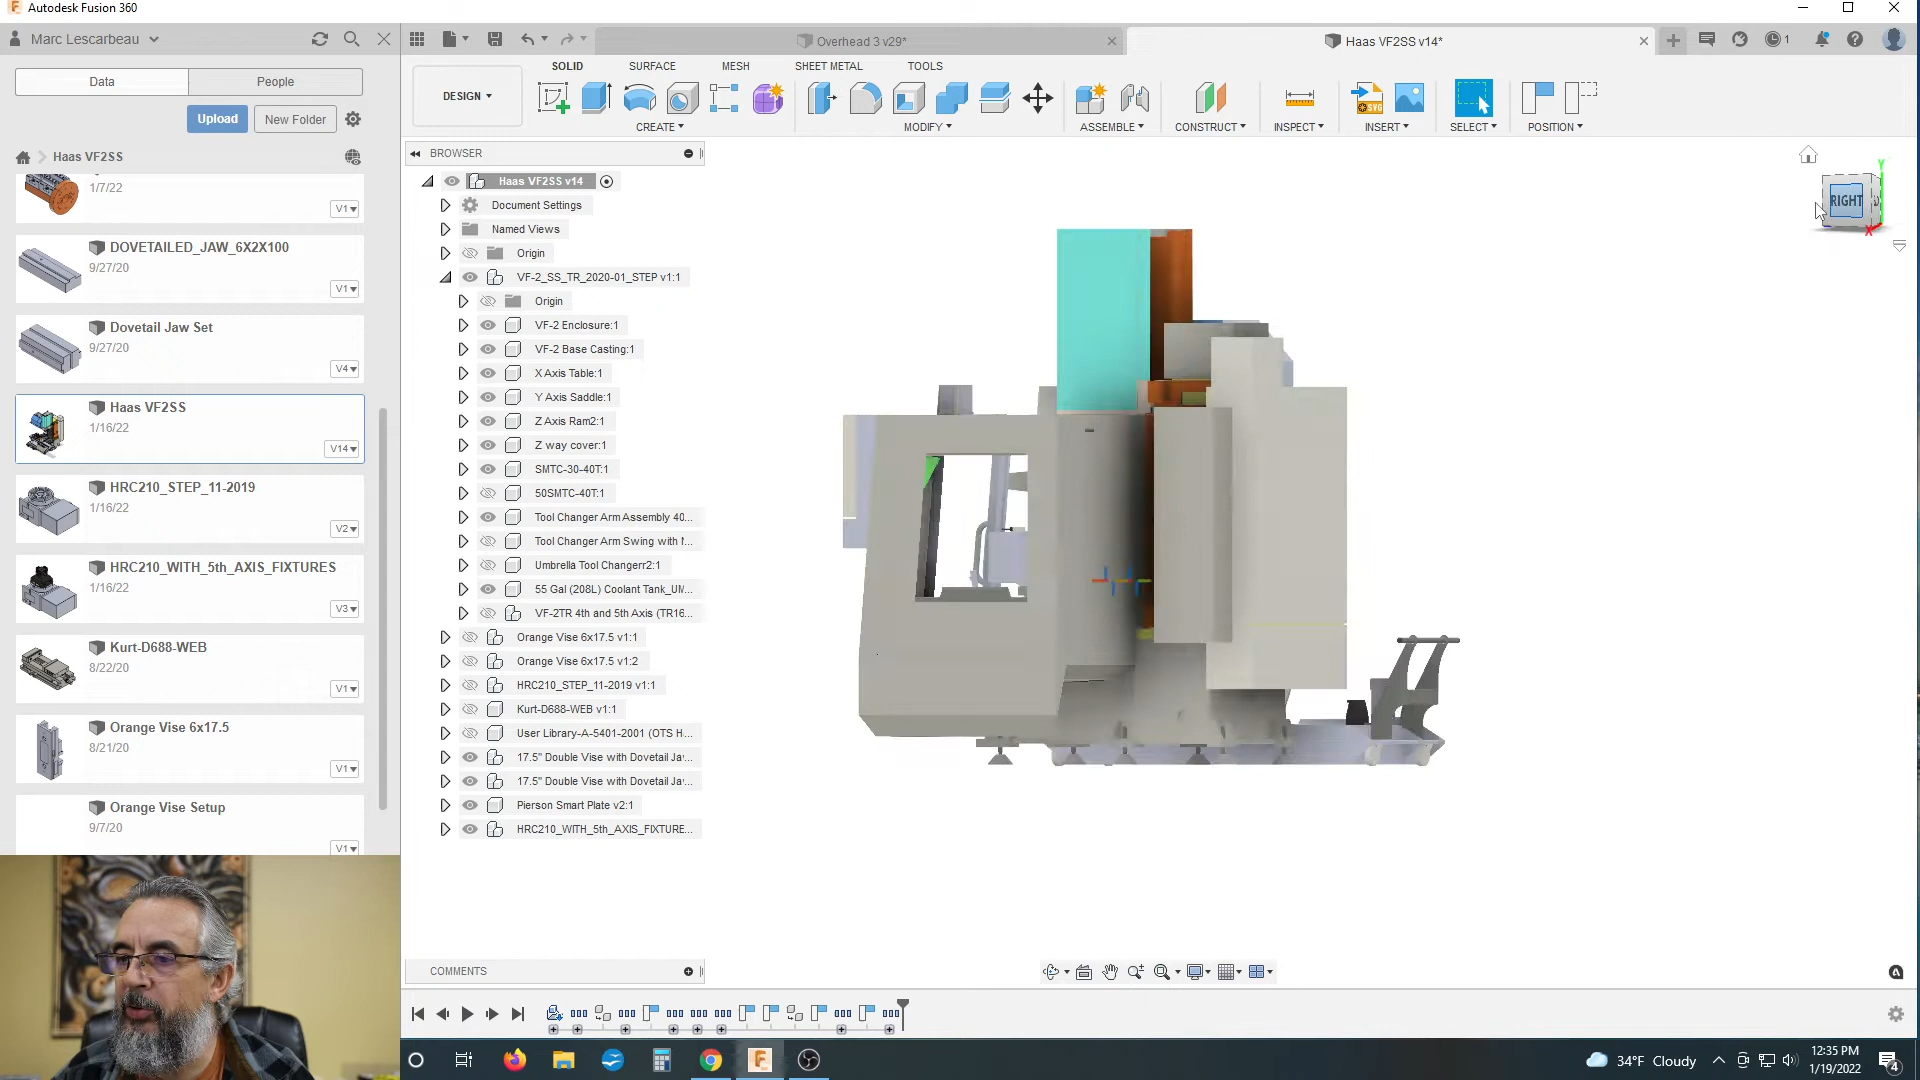 Autodesk Fusion 360
Marc Lescarbeau
Overhead 3 v29*
Haas VF2SS v14*
1
Data
People
Upload
New Folder
Haas VF2SS
1/7/22
V1
DOVETAILED_JAW_6X2X100
9/27/20
V1
Dovetail Jaw Set
9/27/20
V4
Haas VF2SS
1/16/22
V14
HRC210_STEP_11-2019
1/16/22
V2
HRC210_WITH_5th_AXIS_FIXTURES
1/16/22
V3
Kurt-D688-WEB
8/22/20
V1
Orange Vise 6x17.5
8/21/20
V1
Orange Vise Setup
9/7/20
V1
SOLID
SURFACE
MESH
SHEET METAL
TOOLS
DESIGN
CREATE
MODIFY
ASSEMBLE
CONSTRUCT
INSPECT
INSERT
SELECT
POSITION
SVG
BROWSER
Haas VF2SS v14
Document Settings
Named Views
Origin
VF-2_SS_TR_2020-01_STEP v1:1
Origin
VF-2 Enclosure:1
VF-2 Base Casting:1
X Axis Table:1
Y Axis Saddle:1
Z Axis Ram2:1
Z way cover:1
SMTC-30-40T:1
50SMTC-40T:1
Tool Changer Arm Assembly 40...
Tool Changer Arm Swing with M...
Umbrella Tool Changerr2:1
55 Gal (208L) Coolant Tank_UM...
VF-2TR 4th and 5th Axis (TR16...
Orange Vise 6x17.5 v1:1
Orange Vise 6x17.5 v1:2
HRC210_STEP_11-2019 v1:1
Kurt-D688-WEB v1:1
User Library-A-5401-2001 (OTS H...
17.5" Double Vise with Dovetail Ja...
17.5" Double Vise with Dovetail Ja...
Pierson Smart Plate v2:1
HRC210_WITH_5th_AXIS_FIXTURE...
RIGHT
Y
X
COMMENTS
34°F Cloudy
12:35 PM
1/19/2022
4